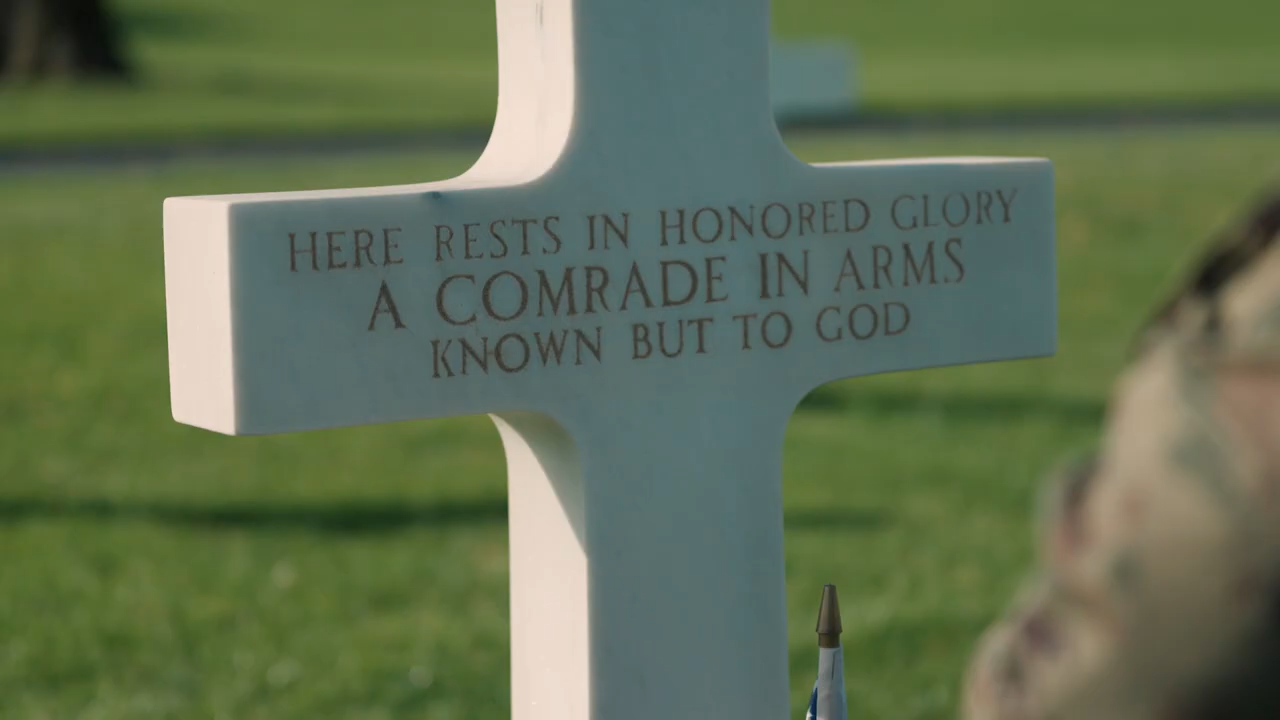 HERE RESTS IN HONORED GLORY
A COMRADE IN ARMS
KNOWN BUT TO GOD